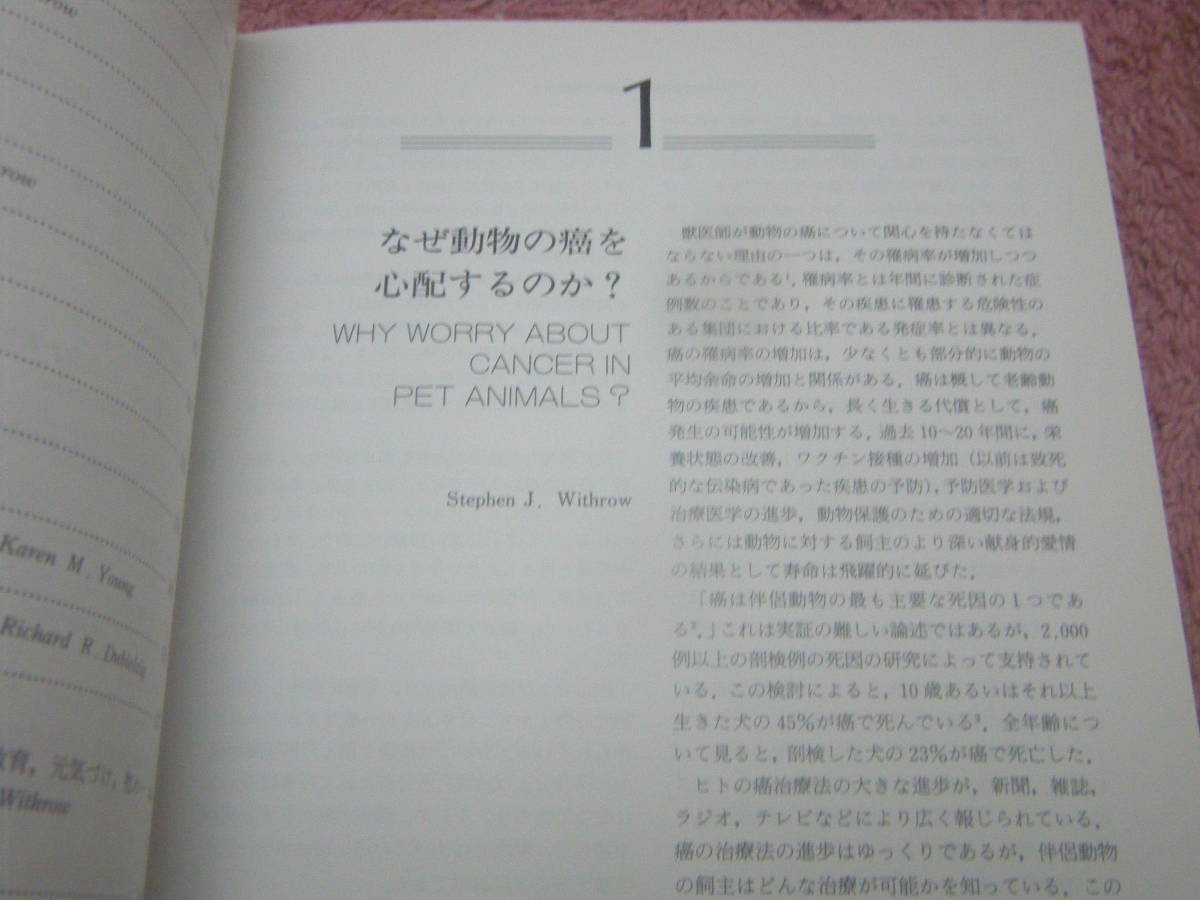 row
row
Karen M. Young
Richard R. Dubielzig
教育，元気づけ，
Withrow
1
なぜ動物の癌を
心配するのか？
WHY WORRY ABOUT
CANCER IN
PET ANIMALS ?
Stephen J. Withrow
獣医師が動物の癌について関心を持たなくては
ならない理由の一つは，その罹病率が増加しつつ
あるからである¹．罹病率とは年間に診断された症
例数のことであり，その疾患に罹患する危険性の
ある集団における比率である発症率とは異なる．
癌の罹病率の増加は，少なくとも部分的に動物の
平均余命の増加と関係がある．癌は概して老齢動
物の疾患であるから，長く生きる代償として，癌
発生の可能性が増加する．過去10〜20年間に，栄
養状態の改善，ワクチン接種の増加（以前は致死
的な伝染病であった疾患の予防），予防医学および
治療医学の進歩，動物保護のための適切な法規，
さらには動物に対する飼主のより深い献身的愛情
の結果として寿命は飛躍的に延びた．
「癌は伴侶動物の最も主要な死因の1つであ
る²．」これは実証の難しい論述ではあるが，2,000
例以上の剖検例の死因の研究によって支持されて
いる．この検討によると，10歳あるいはそれ以上
生きた犬の45%が癌で死んでいる³．全年齢につ
いて見ると，剖検した犬の23%が癌で死亡した．
ヒトの癌治療法の大きな進歩が，新聞，雑誌，
ラジオ，テレビなどにより広く報じられている．
癌の治療法の進歩はゆっくりであるが，伴侶動物
の飼主はどんな治療が可能かを知っている．この